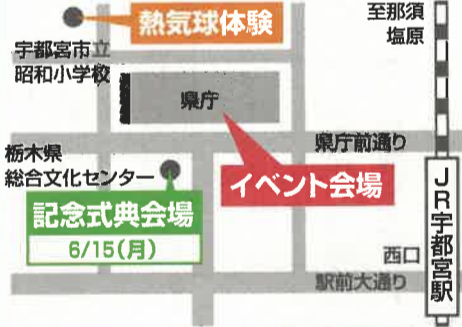 熱気球体験
至那須
塩原
宇都宮市立
昭和小学校
県庁
県庁前通り
栃木県
総合文化センター
イベント会場
記念式典会場
6/15(月)
JR宇都宮駅
西口
駅前大通り